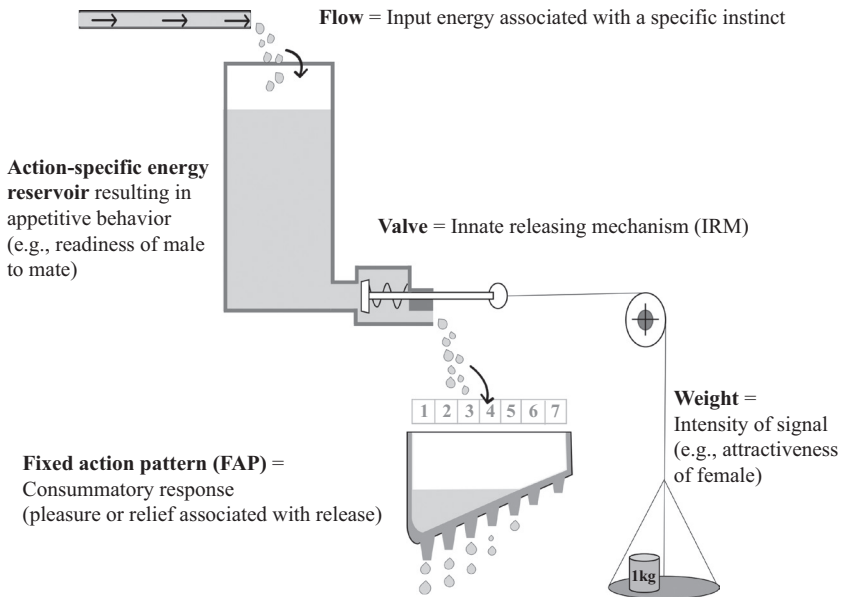 Flow = Input energy associated with a specific instinct
Action-specific energy
reservoir resulting in
appetitive behavior
(e.g., readiness of male
to mate)
Valve = Innate releasing mechanism (IRM)
1 2 3 4 5 6 7
Weight =
Intensity of signal
(e.g., attractiveness
of female)
Fixed action pattern (FAP) =
Consummatory response
(pleasure or relief associated with release)
1kg